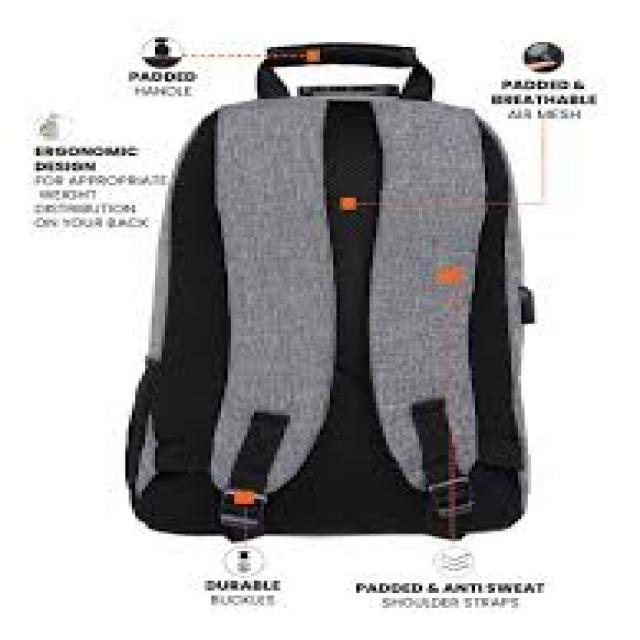 PADDED
HANDLE
PADDED &
BREATHABLE
AIR MESH
ERGONOMIC
DESIGN
FOR APPROPRIATE
WEIGHT
DISTRIBUTION
ON YOUR BACK
DURABLE
BUCKLES
PADDED & ANTI SWEAT
SHOULDER STRAPS